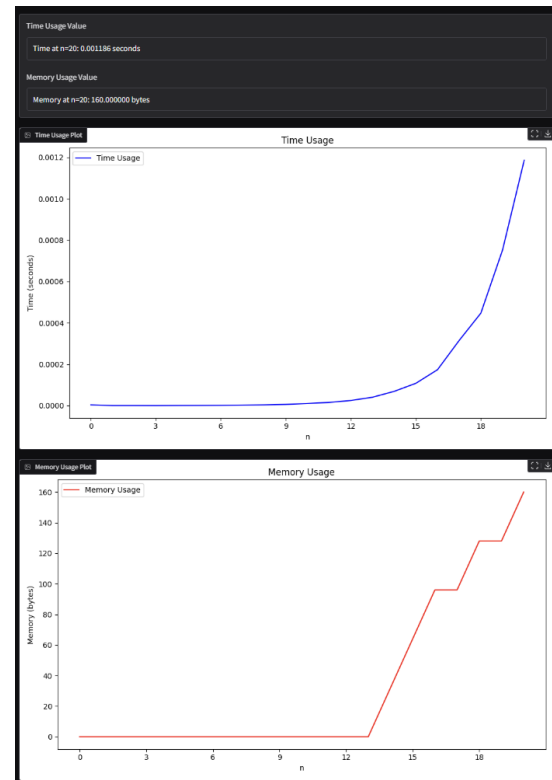 Time Usage Value
Time at n=20: 0.001186 seconds
Memory Usage Value
Memory at n=20: 160.000000 bytes
Time Usage Plot
Time Usage
Time Usage
0.0012
0.0010
0.0008
0.0006
0.0004
0.0002
0.0000
Time (seconds)
0 3 6 9 12 15 18
n
Memory Usage Plot
Memory Usage
Memory Usage
160
140
120
100
80
60
40
20
0
Memory (bytes)
0 3 6 9 12 15 18
n